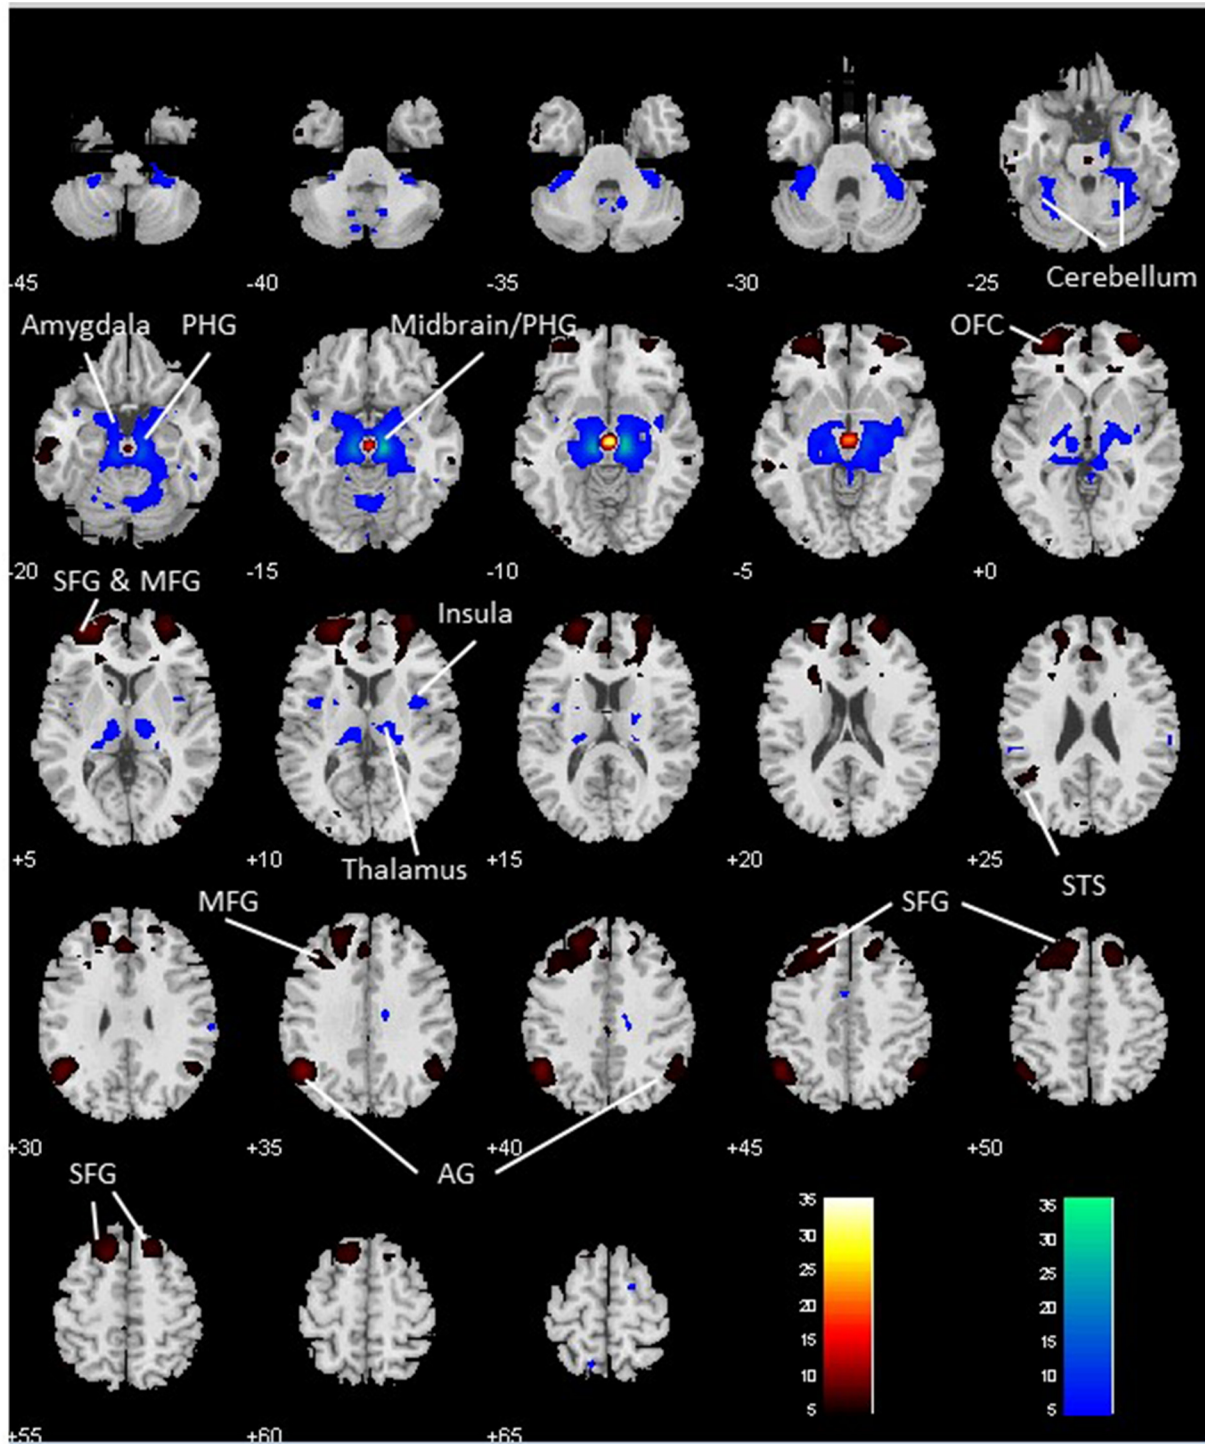 -45 -40 -35 -30 -25
Cerebellum
Amygdala PHG Midbrain/PHG OFC
-20 -15 -10 -5 +0
SFG & MFG
Insula
+5 +10 +15 +20 +25
Thalamus
STS
MFG
SFG
+30 +35 +40 +45 +50
SFG
AG
35 35
30 30
25 25
20 20
15 15
10 10
5 5
+55 +60 +65